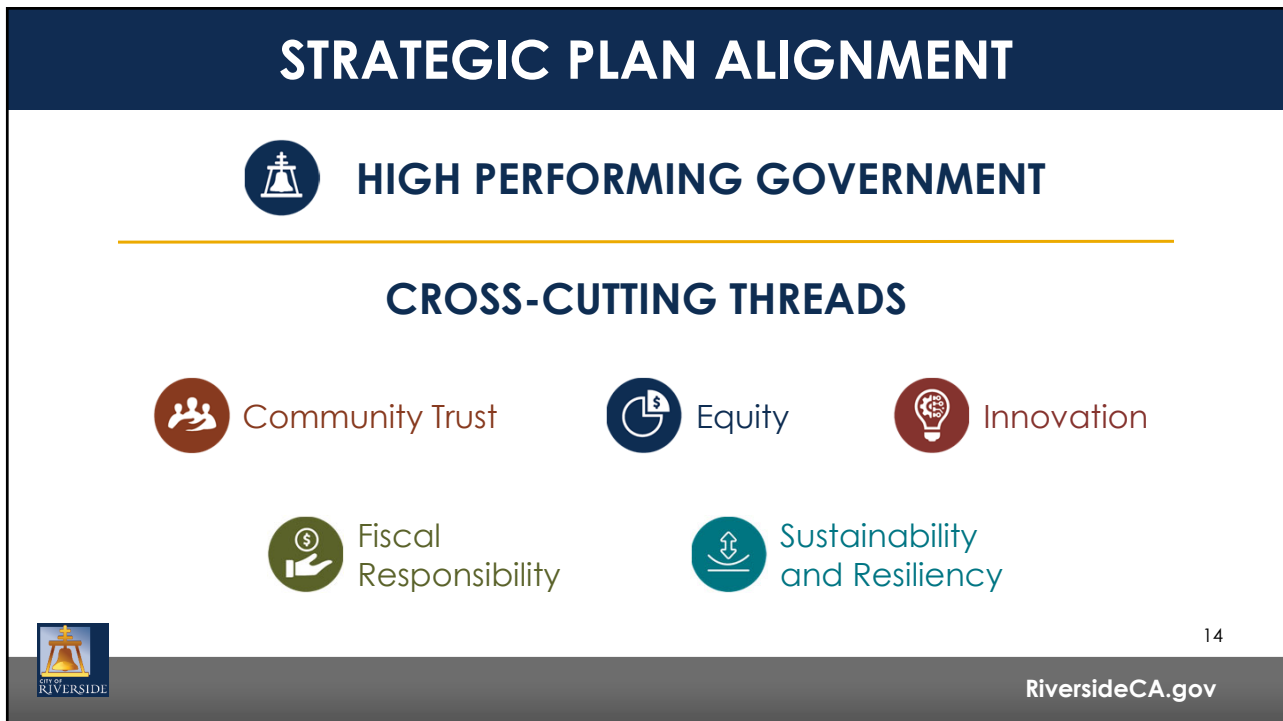 STRATEGIC PLAN ALIGNMENT
HIGH PERFORMING GOVERNMENT
CROSS-CUTTING THREADS
Community Trust
$
Equity
Innovation
$
Fiscal
Responsibility
Sustainability
and Resiliency
14
CITY OF
RIVERSIDE
RiversideCA.gov